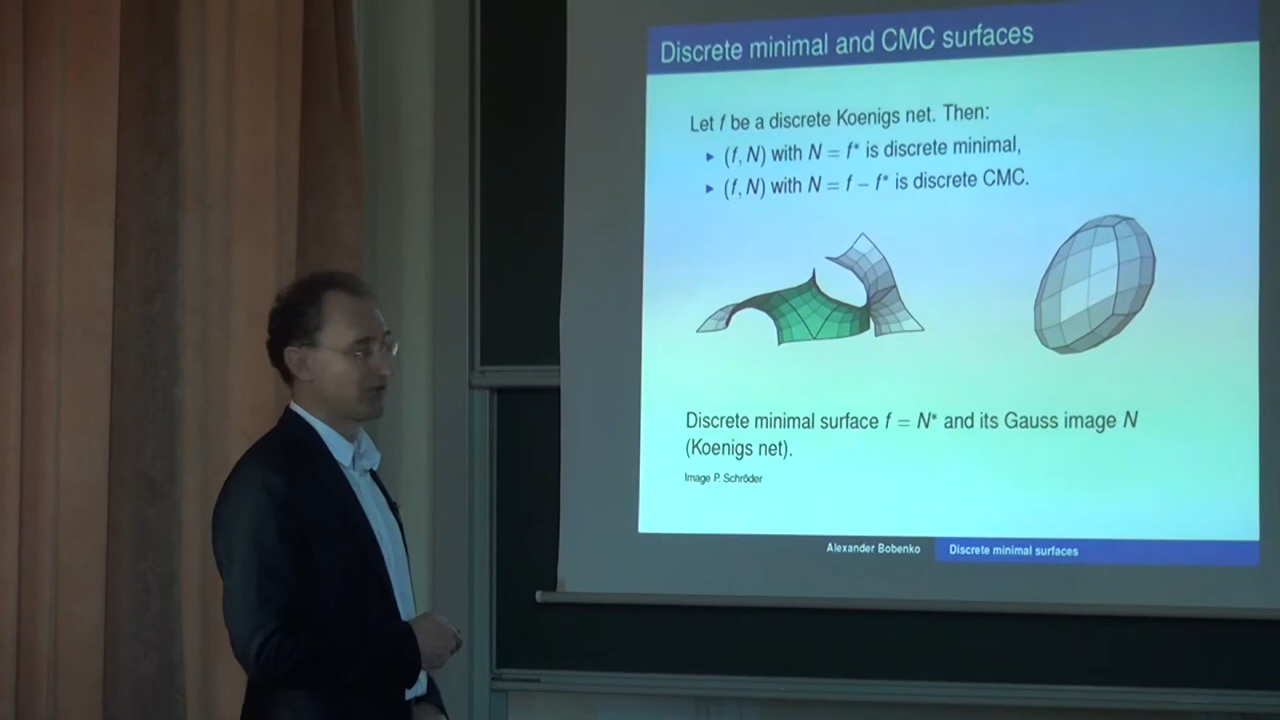 Discrete minimal and CMC surfaces
Let f be a discrete Koenigs net. Then:
▸ (f, N) with N = f* is discrete minimal,
▸ (f, N) with N = f − f* is discrete CMC.
Discrete minimal surface f = N* and its Gauss image N
(Koenigs net).
Image P. Schröder
Alexander Bobenko Discrete minimal surfaces